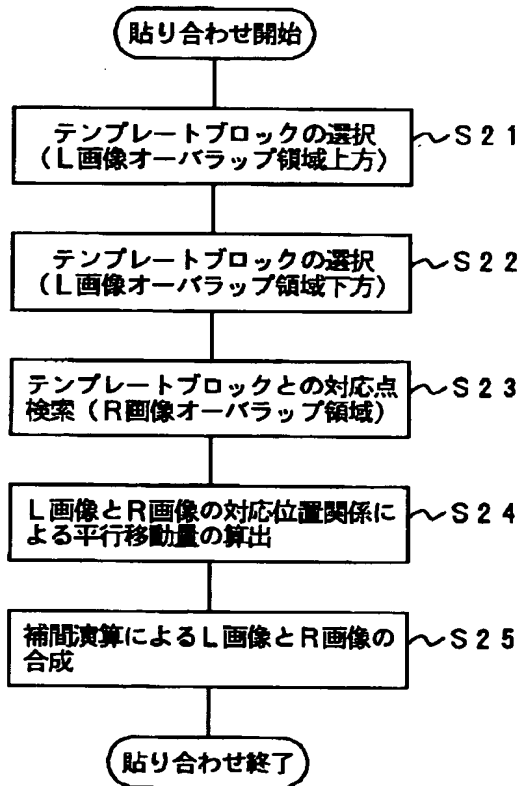 貼り合わせ開始
テンプレートブロックの選択
(L画像オーバラップ領域上方)
S21
テンプレートブロックの選択
(L画像オーバラップ領域下方)
S22
テンプレートブロックとの対応点
検索(R画像オーバラップ領域)
S23
L画像とR画像の対応位置関係に
よる平行移動量の算出
S24
補間演算によるL画像とR画像の
合成
S25
貼り合わせ終了